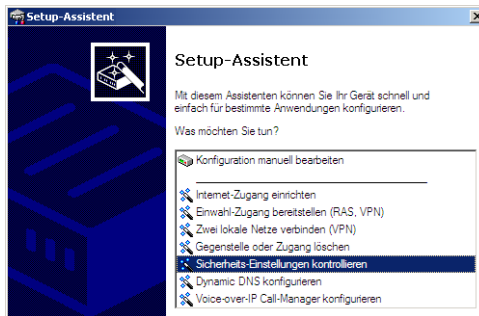 Setup-Assistent
Setup-Assistent
Mit diesem Assistenten können Sie Ihr Gerät schnell und
einfach für bestimmte Anwendungen konfigurieren.
Was möchten Sie tun?
Konfiguration manuell bearbeiten
Internet-Zugang einrichten
Einwahl-Zugang bereitstellen (RAS, VPN)
Zwei lokale Netze verbinden (VPN)
Gegenstelle oder Zugang löschen
Sicherheits-Einstellungen kontrollieren
Dynamic DNS konfigurieren
Voice-over-IP Call-Manager konfigurieren